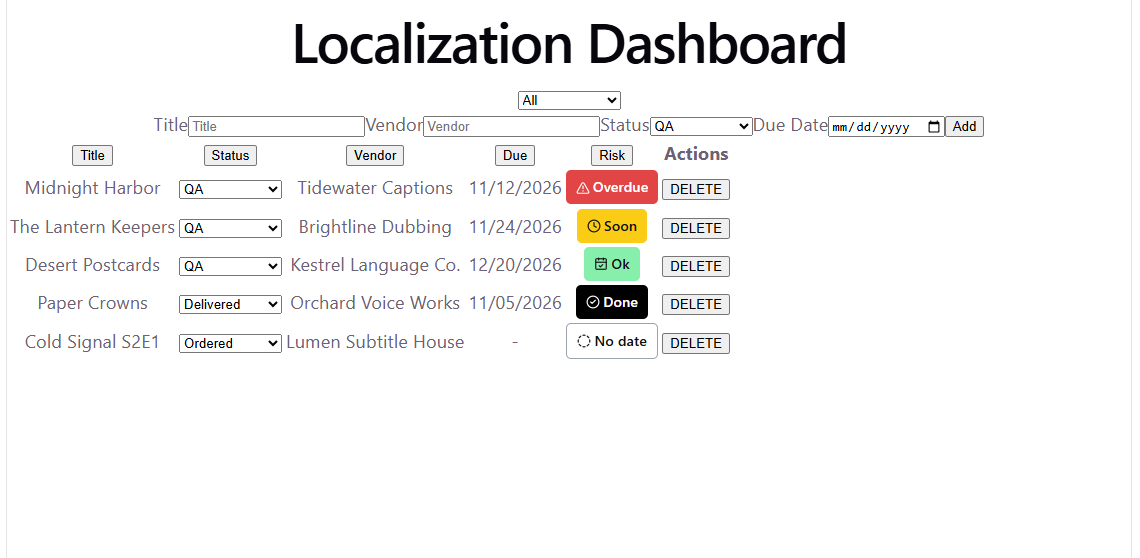 Localization Dashboard
All
Title Title Vendor Vendor Status QA Due Date mm/dd/yyyy Add
Title Status Vendor Due Risk Actions
Midnight Harbor QA Tidewater Captions 11/12/2026 Overdue DELETE
The Lantern Keepers QA Brightline Dubbing 11/24/2026 Soon DELETE
Desert Postcards QA Kestrel Language Co. 12/20/2026 Ok DELETE
Paper Crowns Delivered Orchard Voice Works 11/05/2026 Done DELETE
Cold Signal S2E1 Ordered Lumen Subtitle House - No date DELETE